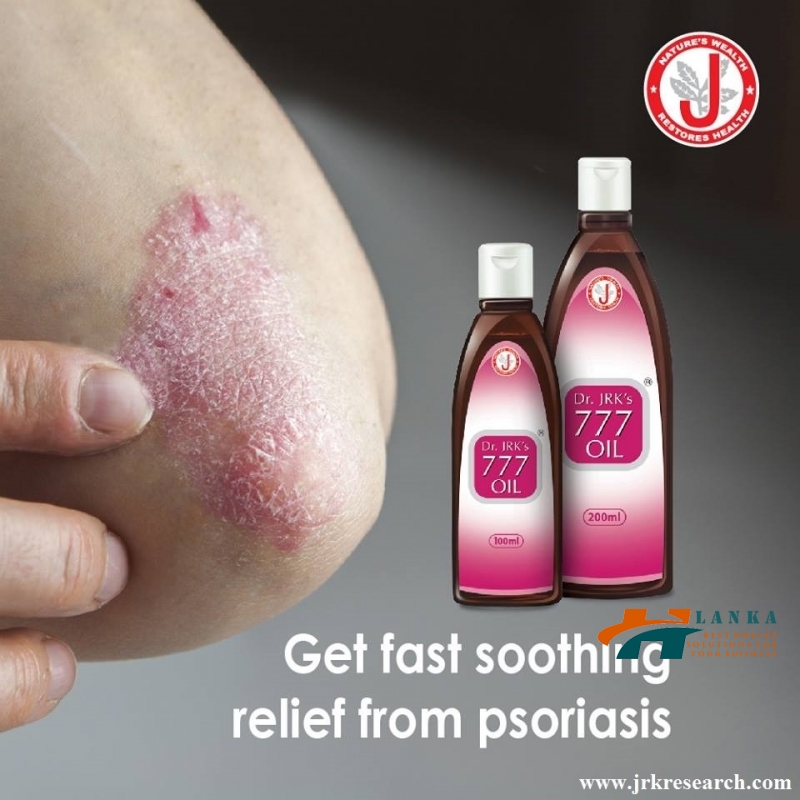 NATURE'S WEALTH
J
RESTORES HEALTH
J
Dr. JRK's
777
OIL
®
200ml
J
Dr. JRK's
777
OIL
®
100ml
LANKA
Get fast soothing
relief from psoriasis
www.jrkresearch.com